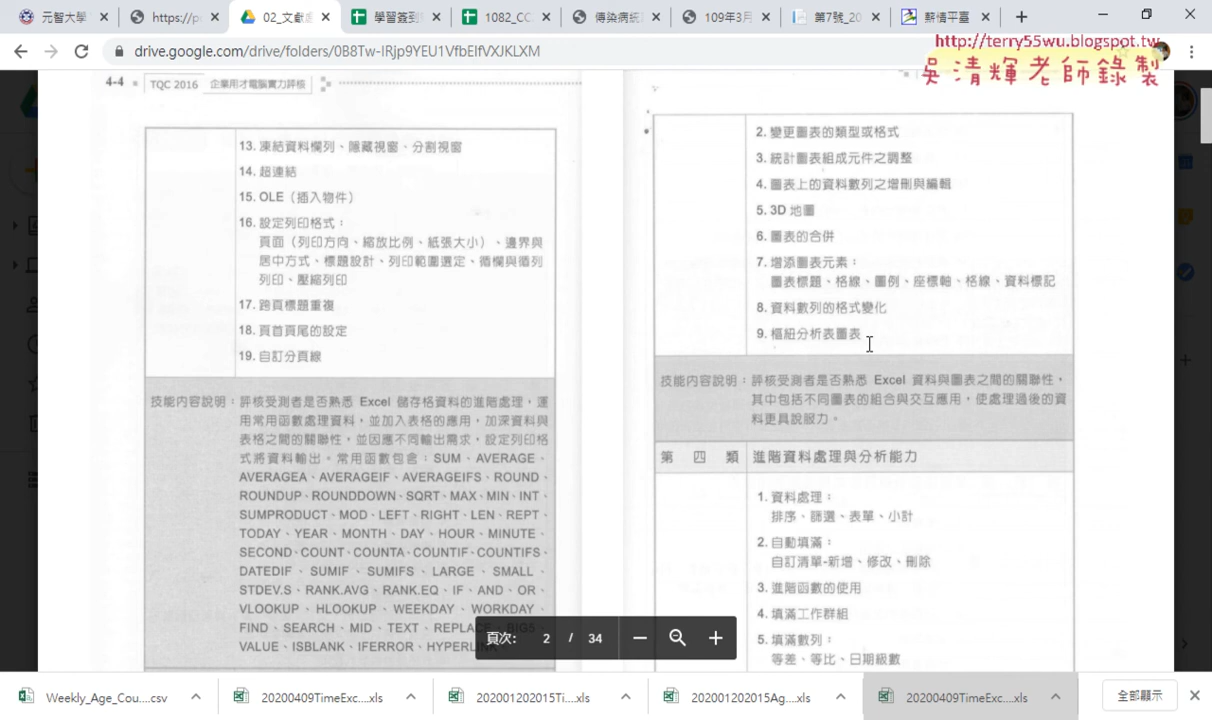 元智大學
https://p
02_文獻
學習簽到
1082_CC
傳染病統
109年3月
第7號_20
薪情平臺
drive.google.com/drive/folders/0B8Tw-IRjp9YEU1VfbElfVXJKLXM
http://terry55wu.blogspot.tw
吳清輝老師錄製
4-4 TQC 2016 企業用才電腦實力評核
13. 凍結資料欄列、隱藏視窗、分割視窗
14. 超連結
15. OLE（插入物件）
16. 設定列印格式：
頁面（列印方向、縮放比例、紙張大小）、邊界與
居中方式、標題設計、列印範圍選定、循欄與循列
列印、壓縮列印
17. 跨頁標題重複
18. 頁首頁尾的設定
19. 自訂分頁線
技能內容說明：評核受測者是否熟悉 Excel 儲存格資料的進階處理，運
用常用函數處理資料，並加入表格的應用，加深資料與
表格之間的關聯性，並因應不同輸出需求，設定列印格
式將資料輸出。常用函數包含：SUM、AVERAGE、
AVERAGEA、AVERAGEIF、AVERAGEIFS、ROUND、
ROUNDUP、ROUNDDOWN、SQRT、MAX、MIN、INT、
SUMPRODUCT、MOD、LEFT、RIGHT、LEN、REPT、
TODAY、YEAR、MONTH、DAY、HOUR、MINUTE、
SECOND、COUNT、COUNTA、COUNTIF、COUNTIFS、
DATEDIF、SUMIF、SUMIFS、LARGE、SMALL、
STDEV.S、RANK.AVG、RANK.EQ、IF、AND、OR、
VLOOKUP、HLOOKUP、WEEKDAY、WORKDAY、
FIND、SEARCH、MID、TEXT、REPLACE、BIG5、
VALUE、ISBLANK、IFERROR、HYPERLIN
2. 變更圖表的類型或格式
3. 統計圖表組成元件之調整
4. 圖表上的資料數列之增刪與編輯
5. 3D 地圖
6. 圖表的合併
7. 增添圖表元素：
圖表標題、格線、圖例、座標軸、格線、資料標記
8. 資料數列的格式變化
9. 樞紐分析表圖表
技能內容說明：評核受測者是否熟悉 Excel 資料與圖表之間的關聯性，
其中包括不同圖表的組合與交互應用，使處理過後的資
料更具說服力。
第四類 進階資料處理與分析能力
1. 資料處理：
排序、篩選、表單、小計
2. 自動填滿：
自訂清單-新增、修改、刪除
3. 進階函數的使用
4. 填滿工作群組
5. 填滿數列：
等差、等比、日期級數
頁次： 2 / 34
Weekly_Age_Cou....csv
20200409TimeExc....xls
202001202015Ti....xls
202001202015Ag....xls
20200409TimeExc....xls
全部顯示